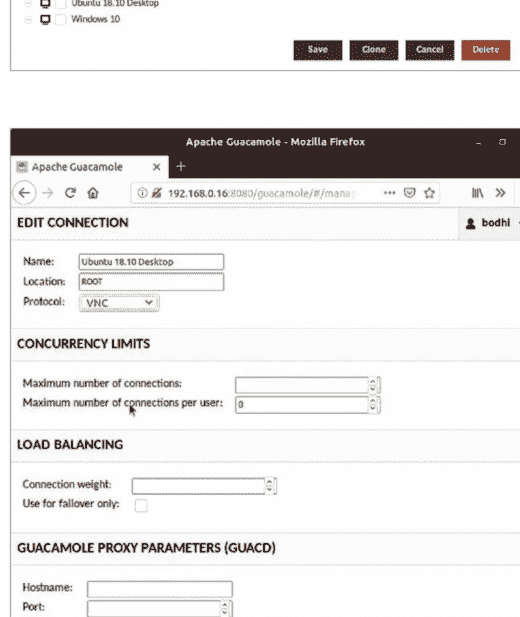 Ubuntu 18.10 Desktop
Windows 10
Save Clone Cancel Delete
Apache Guacamole - Mozilla Firefox
Apache Guacamole × +
192.168.0.16:8080/guacamole/#/manag
EDIT CONNECTION bodhi
Name: Ubuntu 18.10 Desktop
Location: ROOT
Protocol: VNC
CONCURRENCY LIMITS
Maximum number of connections:
Maximum number of connections per user: 0
LOAD BALANCING
Connection weight:
Use for failover only:
GUACAMOLE PROXY PARAMETERS (GUACD)
Hostname:
Port: